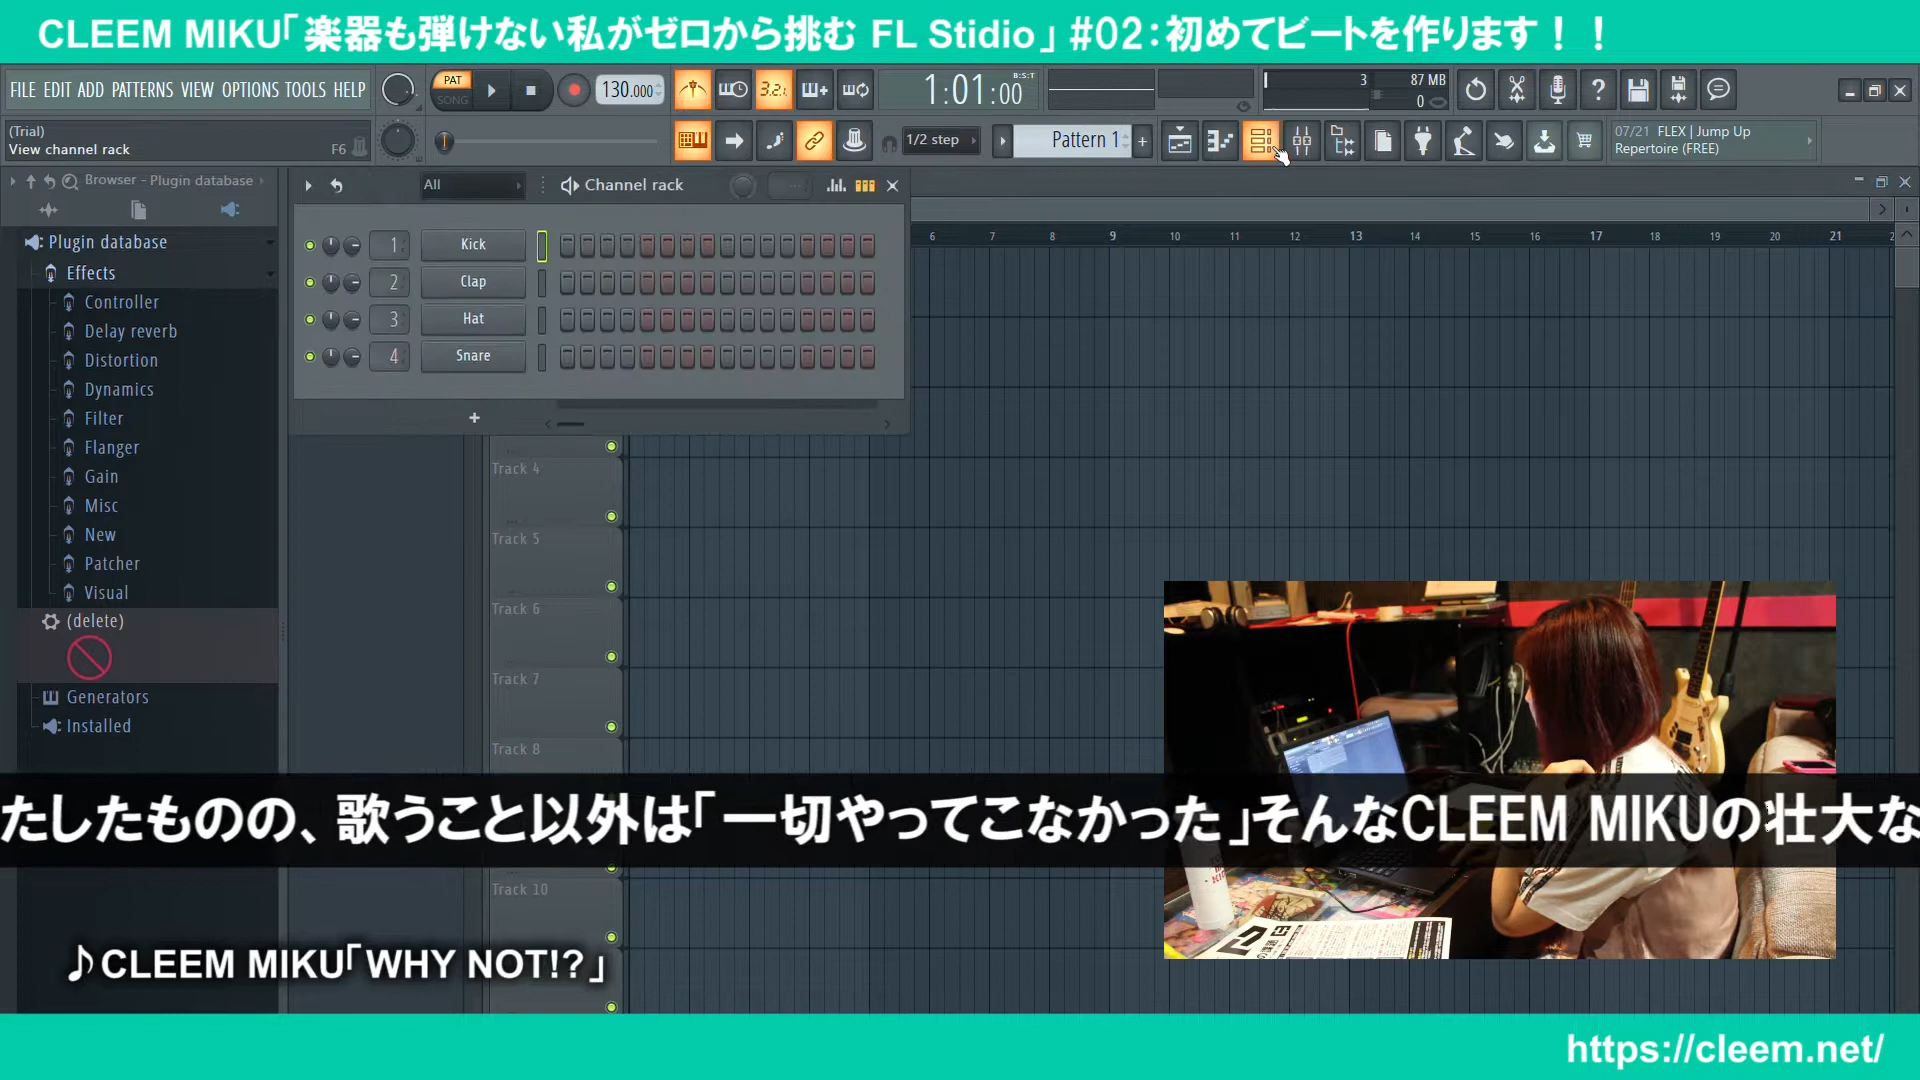 CLEEM MIKU「楽器も弾けない私がゼロから挑む FL Stidio」#02：初めてビートを作ります！！
FILE EDIT ADD PATTERNS VIEW OPTIONS TOOLS HELP
PAT
SONG
130.000
3.2
1:01:00
B:S:T
3
87 MB
0
(Trial)
View channel rack
F6
1/2 step
Pattern 1
+
07/21 FLEX | Jump Up
Repertoire (FREE)
Browser - Plugin database
All
Channel rack
Plugin database
Effects
Controller
Delay reverb
Distortion
Dynamics
Filter
Flanger
Gain
Misc
New
Patcher
Visual
(delete)
Generators
Installed
1 Kick
2 Clap
3 Hat
4 Snare
+
6 7 8 9 10 11 12 13 14 15 16 17 18 19 20 21
Track 4
Track 5
Track 6
Track 7
Track 8
Track 10
たしたものの、歌うこと以外は「一切やってこなかった」そんなCLEEM MIKUの壮大な
♪CLEEM MIKU「WHY NOT!?」
https://cleem.net/